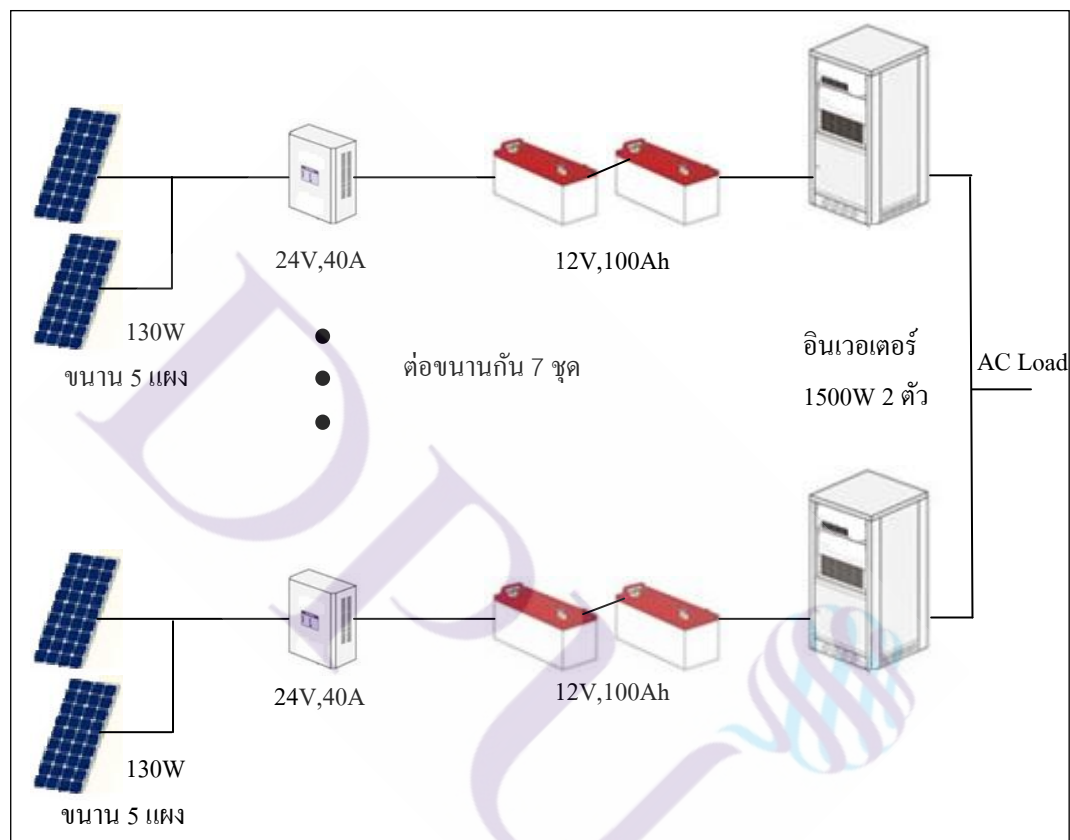 24V,40A
12V,100Ah
130W
ขนาน 5 แผง
ต่อขนานกัน 7 ชุด
อินเวอเตอร์
1500W 2 ตัว
AC Load
24V,40A
12V,100Ah
130W
ขนาน 5 แผง
DPU